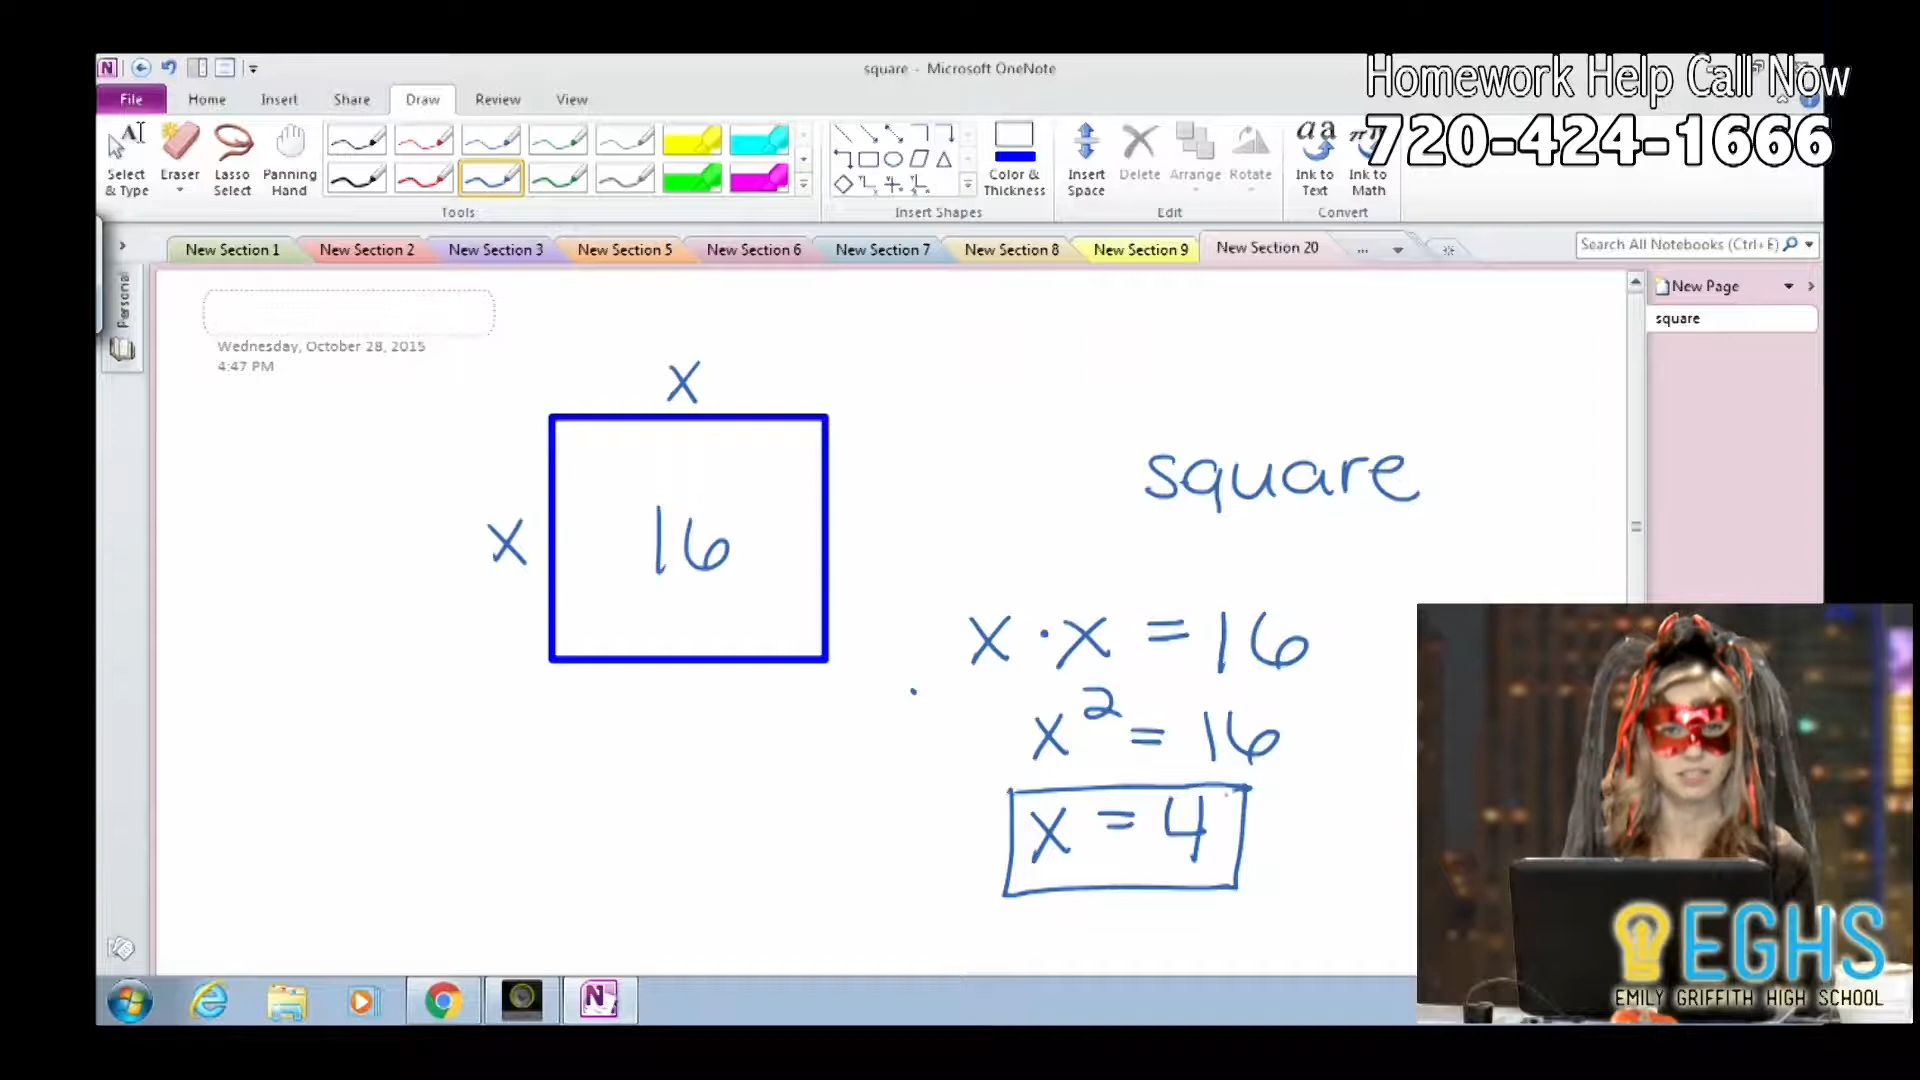 square - Microsoft OneNote
Homework Help Call Now
720-424-1666
File Home Insert Share Draw Review View
Select & Type
Eraser
Lasso Select
Panning Hand
Color & Thickness
Insert Space
Delete
Arrange
Rotate
Ink to Text
Ink to Math
Tools
Insert Shapes
Edit
Convert
New Section 1 New Section 2 New Section 3 New Section 5 New Section 6 New Section 7 New Section 8 New Section 9 New Section 20 ...
Search All Notebooks (Ctrl+E)
Personal
New Page
square
Wednesday, October 28, 2015
4:47 PM
x
x
16
square
x · x = 16
x² = 16
x = 4
EGHS
EMILY GRIFFITH HIGH SCHOOL